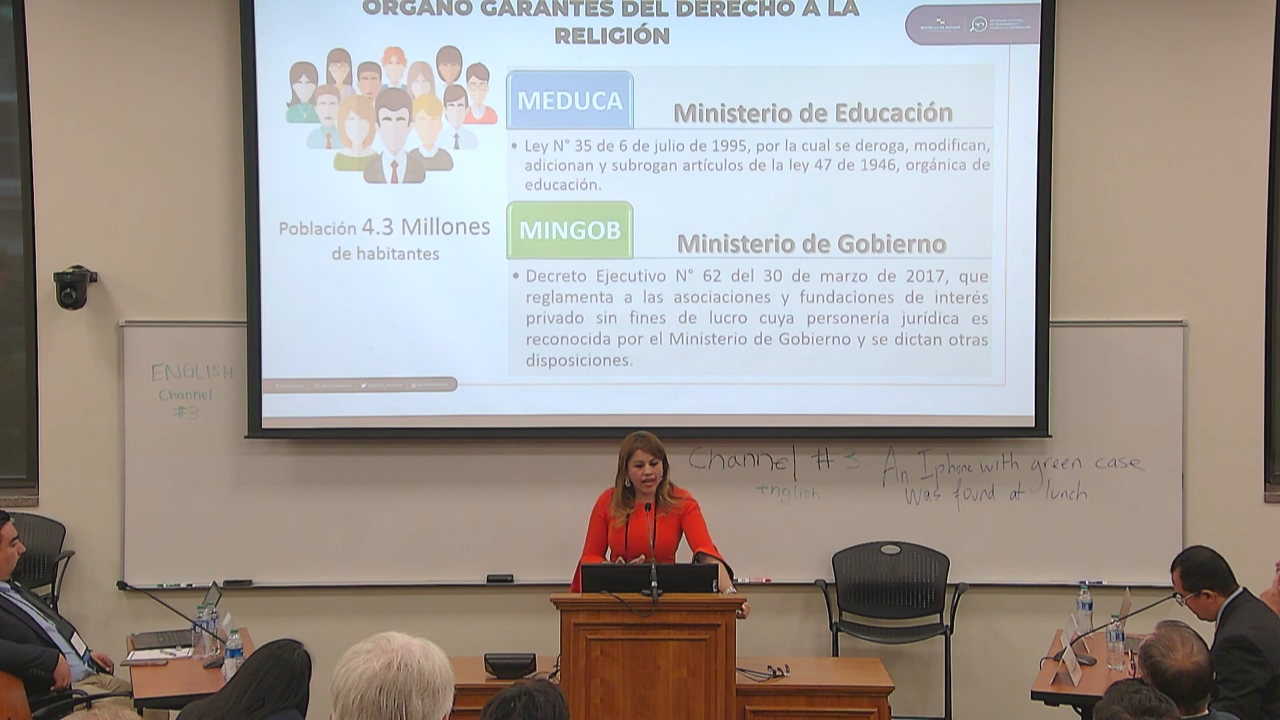 ÓRGANO GARANTES DEL DERECHO A LA
RELIGIÓN
MEDUCA
Ministerio de Educación
• Ley N° 35 de 6 de julio de 1995, por la cual se deroga, modifican,
adicionan y subrogan artículos de la ley 47 de 1946, orgánica de
educación.
Población 4.3 Millones
de habitantes
MINGOB
Ministerio de Gobierno
• Decreto Ejecutivo N° 62 del 30 de marzo de 2017, que
reglamenta a las asociaciones y fundaciones de interés
privado sin fines de lucro cuya personería jurídica es
reconocida por el Ministerio de Gobierno y se dictan otras
disposiciones.
ENGLISH
Channel
#3
Channel #3
english
An Iphone with green case
was found at lunch